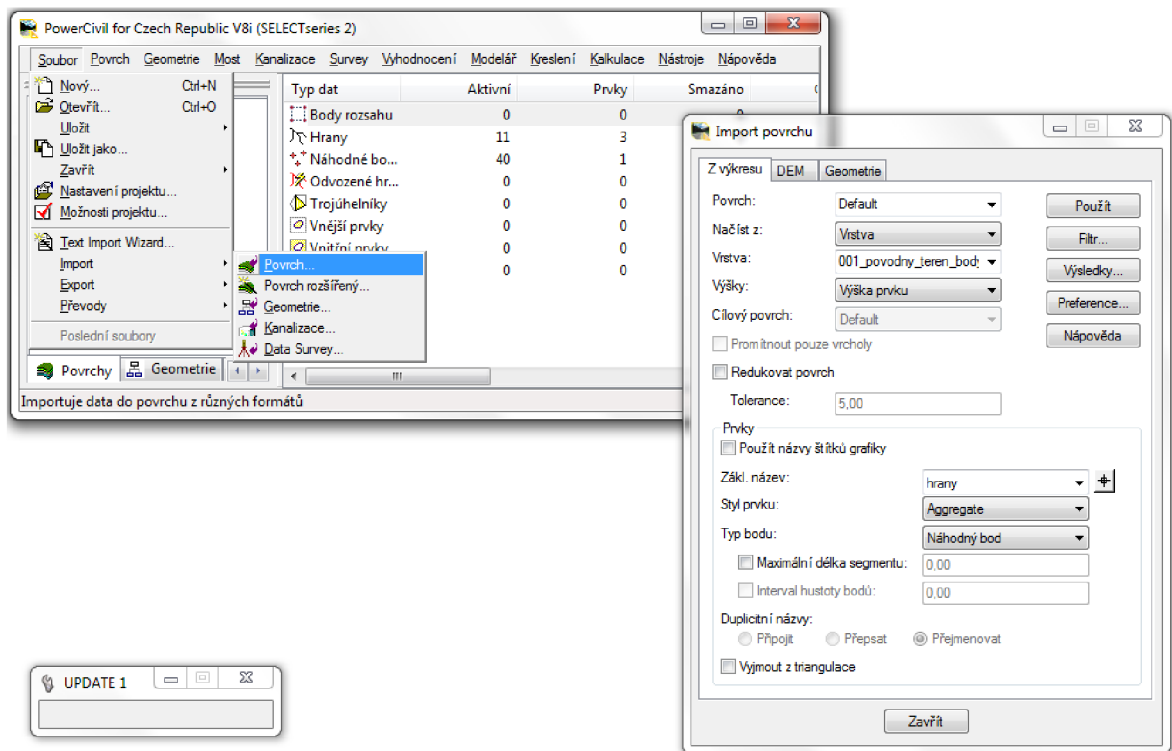 PowerCivil for Czech Republic V8i (SELECTseries 2)
Soubor Povrch Geometrie Most Kanalizace Survey Vyhodnocení Modelář Kreslení Kalkulace Nástroje Nápověda
Nový... Ctrl+N
Otevřít... Ctrl+O
Uložit
Uložit jako...
Zavřít
Nastavení projektu...
Možnosti projektu...
Text Import Wizard...
Import
Export
Převody
Poslední soubory
Povrch...
Povrch rozšířený...
Geometrie...
Kanalizace...
Data Survey...
Typ dat Aktivní Prvky Smazáno
Body rozsahu 0 0 0
Hrany 11 3
Náhodné bo... 40 1
Odvozené hr... 0 0
Trojúhelníky 0 0
Vnější prvky 0 0
Vnitřní prvky 0 0
0 0
Povrchy Geometrie
Importuje data do povrchu z různých formátů
Import povrchu
Z výkresu DEM Geometrie
Povrch: Default Použít
Načíst z: Vrstva Filtr...
Vrstva: 001_povodny_teren_body Výsledky...
Výšky: Výška prvku Preference...
Cílový povrch: Default Nápověda
Promítnout pouze vrcholy
Redukovat povrch
Tolerance: 5,00
Prvky
Použít názvy štítků grafiky
Zákl. název: hrany
Styl prvku: Aggregate
Typ bodu: Náhodný bod
Maximální délka segmentu: 0,00
Interval hustoty bodů: 0,00
Duplicitní názvy:
Připojit Přepsat Přejmenovat
Vyjmout z triangulace
Zavřít
UPDATE 1